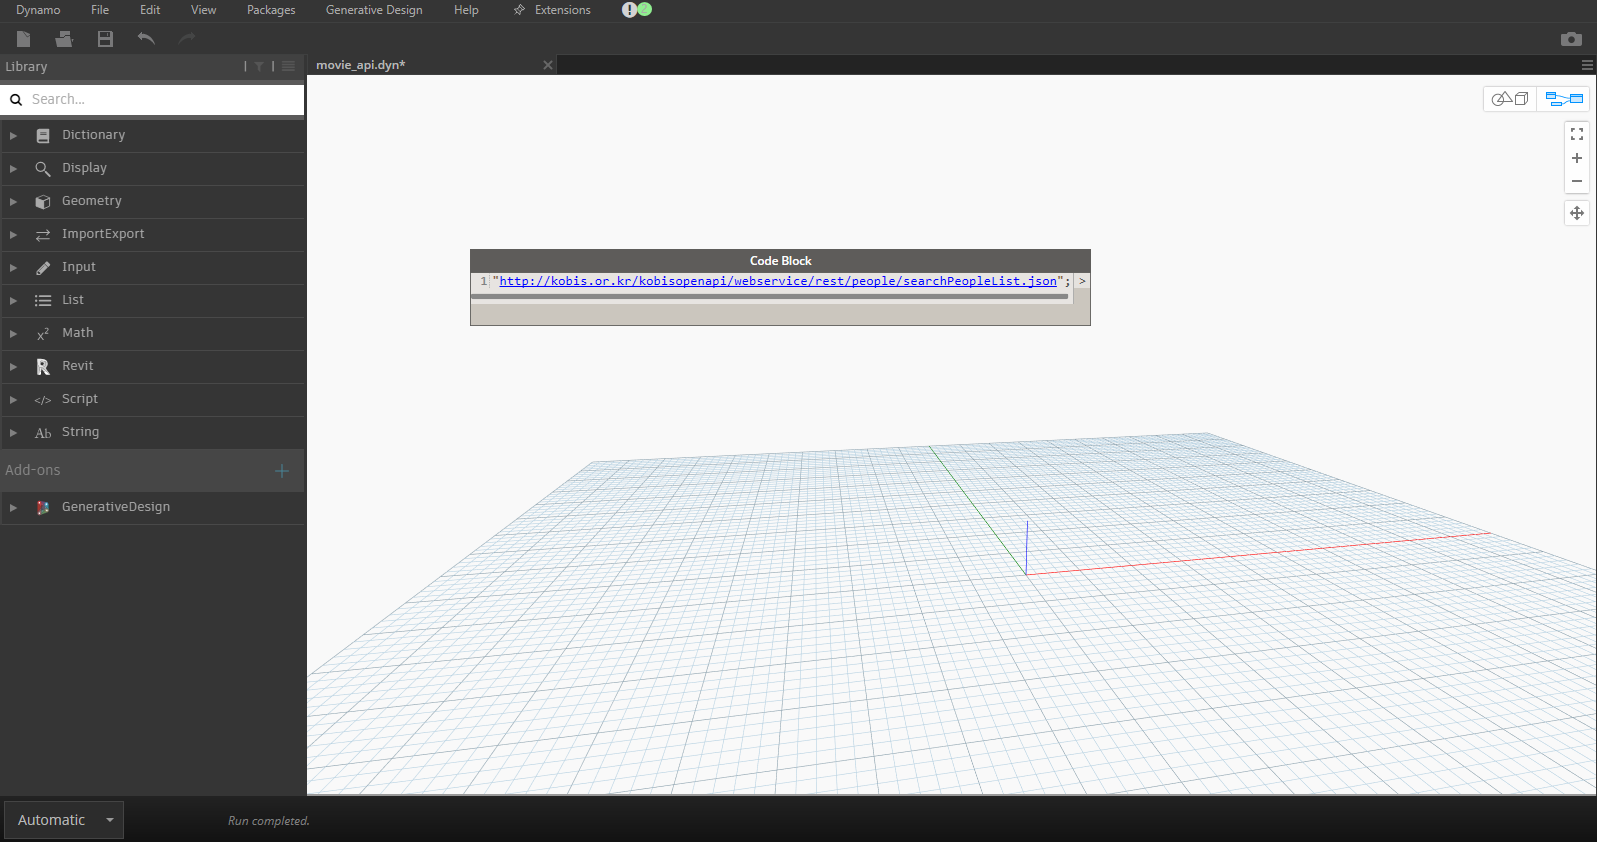 Dynamo File Edit View Packages Generative Design Help Extensions
Library
movie_api.dyn*
Search...
Dictionary
Display
Geometry
ImportExport
Input
List
Math
Revit
Script
String
Add-ons
GenerativeDesign
Code Block
1 "http://kobis.or.kr/kobisopenapi/webservice/rest/people/searchPeopleList.json"; >
Automatic
Run completed.